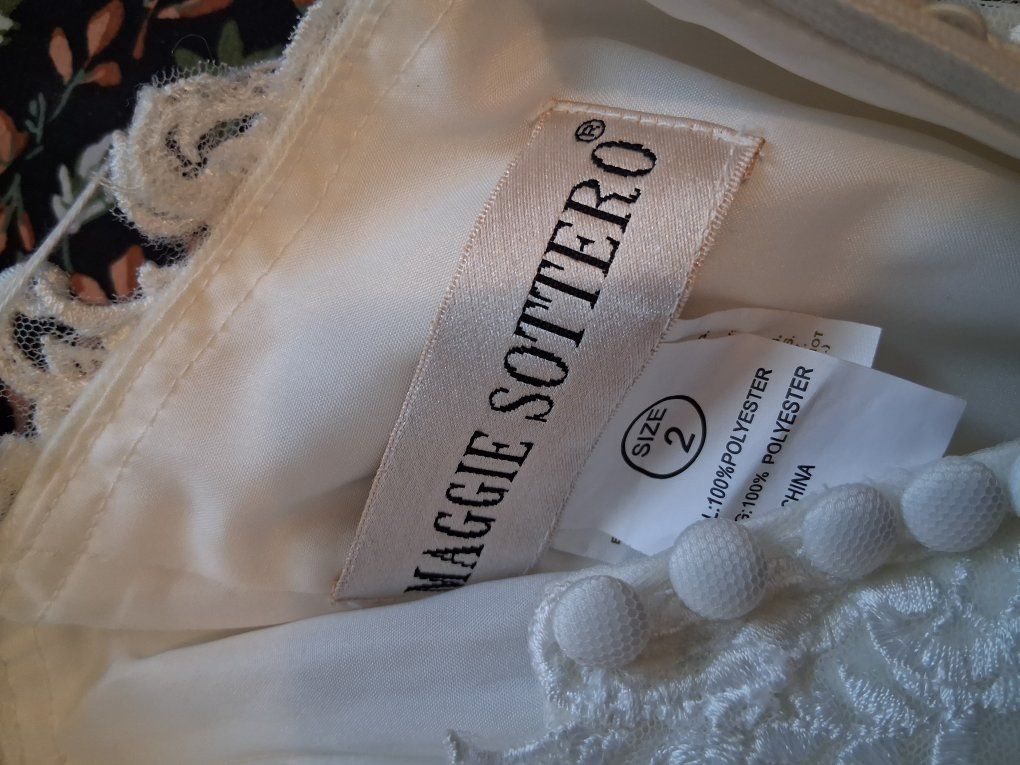 MAGGIE SOTTERO®
SIZE
2
L:100%POLYESTER
G:100% POLYESTER
CHINA